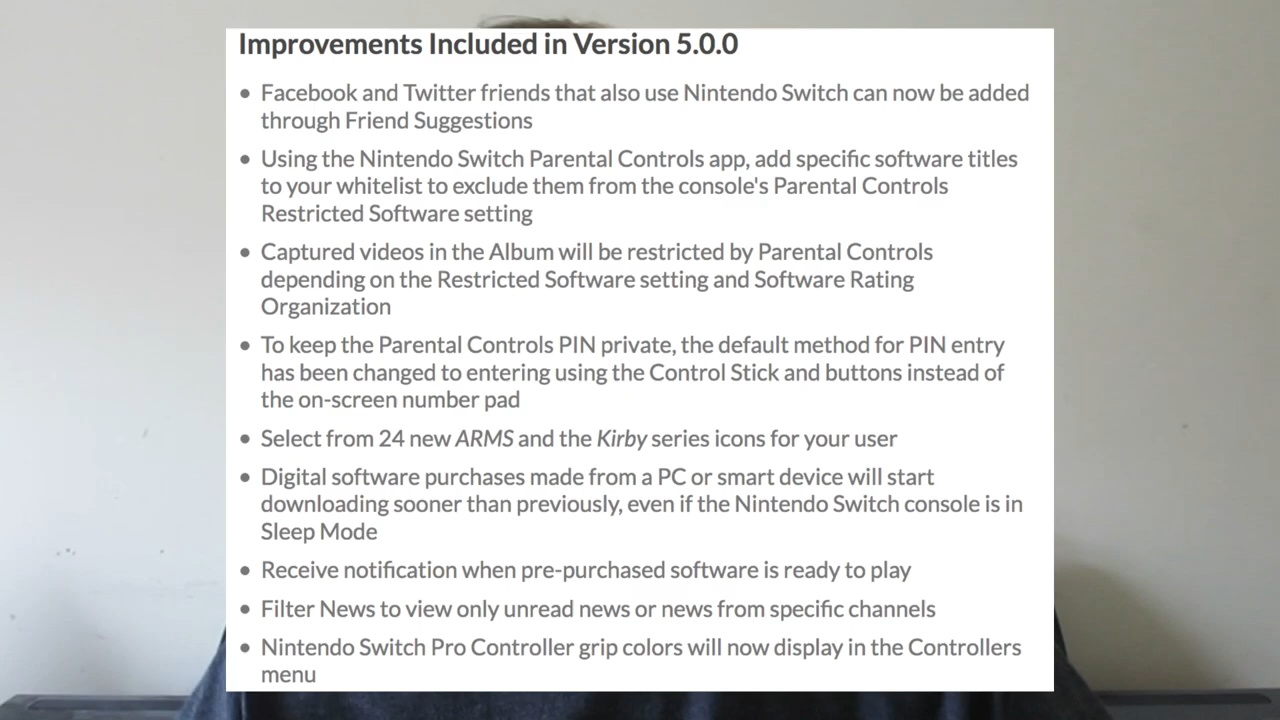 Improvements Included in Version 5.0.0
• Facebook and Twitter friends that also use Nintendo Switch can now be added
through Friend Suggestions
• Using the Nintendo Switch Parental Controls app, add specific software titles
to your whitelist to exclude them from the console's Parental Controls
Restricted Software setting
• Captured videos in the Album will be restricted by Parental Controls
depending on the Restricted Software setting and Software Rating
Organization
• To keep the Parental Controls PIN private, the default method for PIN entry
has been changed to entering using the Control Stick and buttons instead of
the on-screen number pad
• Select from 24 new ARMS and the Kirby series icons for your user
• Digital software purchases made from a PC or smart device will start
downloading sooner than previously, even if the Nintendo Switch console is in
Sleep Mode
• Receive notification when pre-purchased software is ready to play
• Filter News to view only unread news or news from specific channels
• Nintendo Switch Pro Controller grip colors will now display in the Controllers
menu